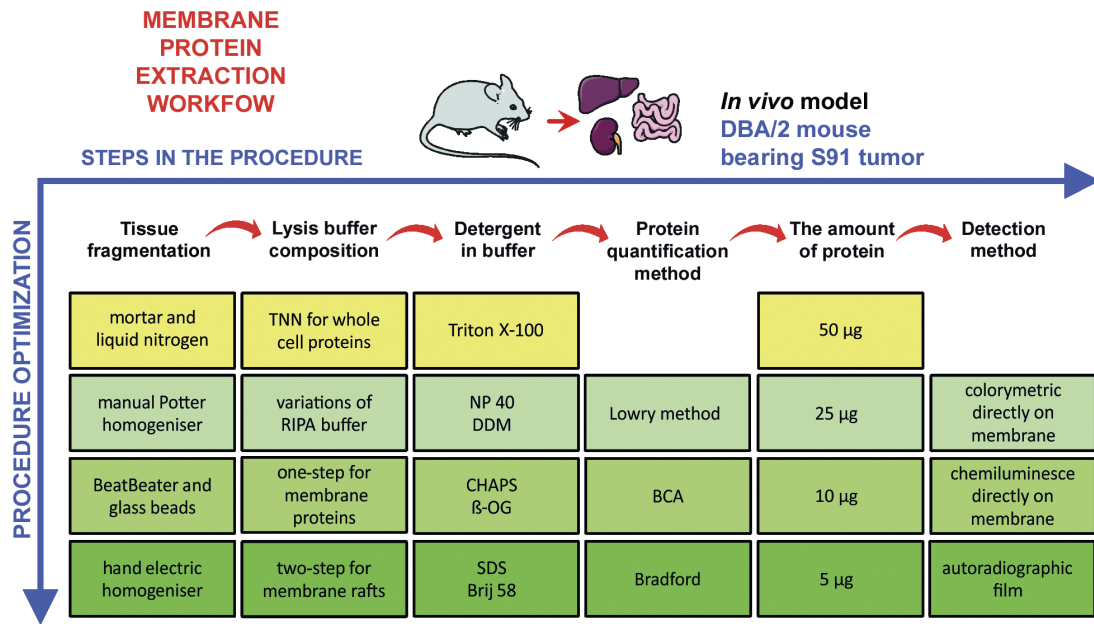 MEMBRANE
PROTEIN
EXTRACTION
WORKFOW
In vivo model
DBA/2 mouse
bearing S91 tumor
STEPS IN THE PROCEDURE
PROCEDURE OPTIMIZATION
Tissue
fragmentation
Lysis buffer
composition
Detergent
in buffer
Protein
quantification
method
The amount
of protein
Detection
method
mortar and
liquid nitrogen
TNN for whole
cell proteins
Triton X-100
50 µg
manual Potter
homogeniser
variations of
RIPA buffer
NP 40
DDM
Lowry method
25 µg
colorymetric
directly on
membrane
BeatBeater and
glass beads
one-step for
membrane
proteins
CHAPS
ß-OG
BCA
10 µg
chemiluminesce
directly on
membrane
hand electric
homogeniser
two-step for
membrane rafts
SDS
Brij 58
Bradford
5 µg
autoradiographic
film